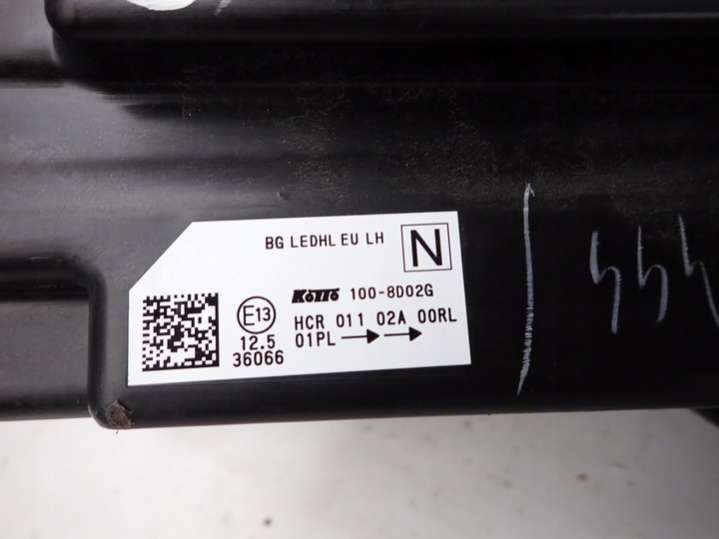 BG LEDHL EU LH N
KOITO 100-8D02G
E13 HCR 011 02A 00RL
12.5 01PL
36066